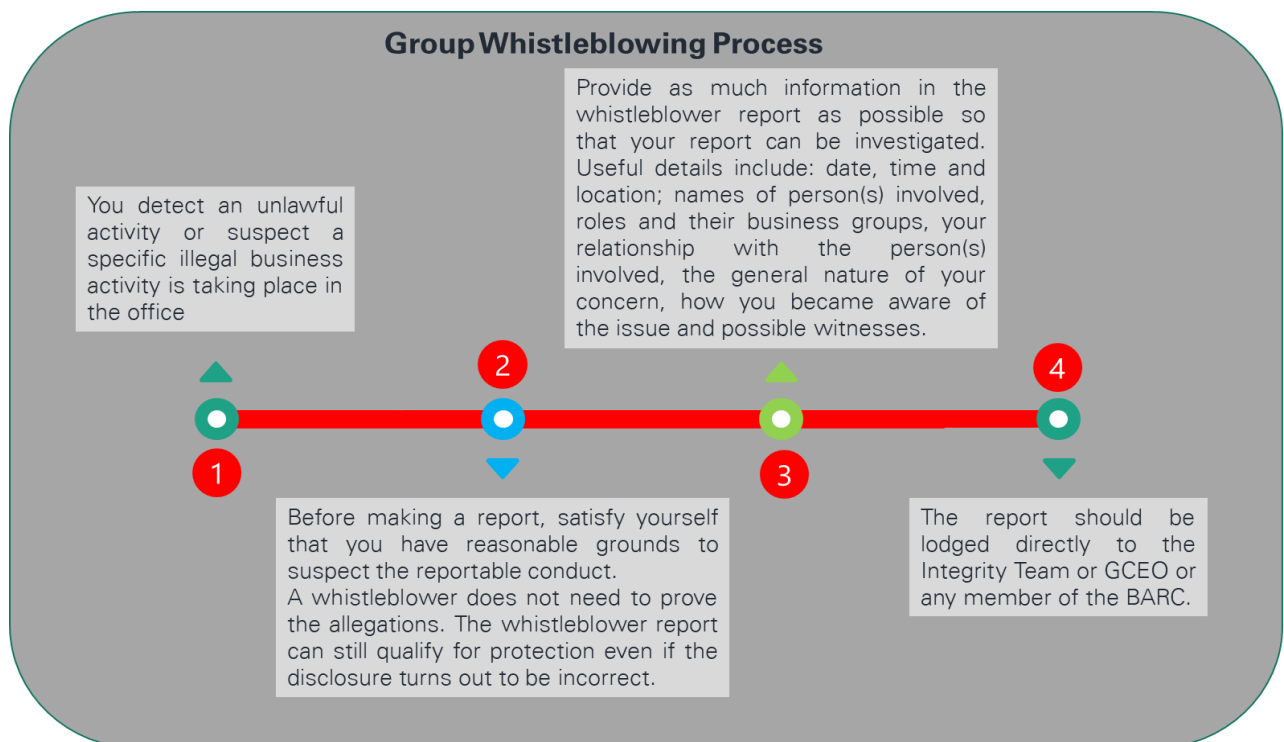 Group Whistleblowing Process
You detect an unlawful
activity or suspect a
specific illegal business
activity is taking place in
the office
1
2
Before making a report, satisfy yourself
that you have reasonable grounds to
suspect the reportable conduct.
A whistleblower does not need to prove
the allegations. The whistleblower report
can still qualify for protection even if the
disclosure turns out to be incorrect.
Provide as much information in the
whistleblower report as possible so
that your report can be investigated.
Useful details include: date, time and
location; names of person(s) involved,
roles and their business groups, your
relationship with the person(s)
involved, the general nature of your
concern, how you became aware of
the issue and possible witnesses.
3
4
The report should be
lodged directly to the
Integrity Team or GCEO or
any member of the BARC.